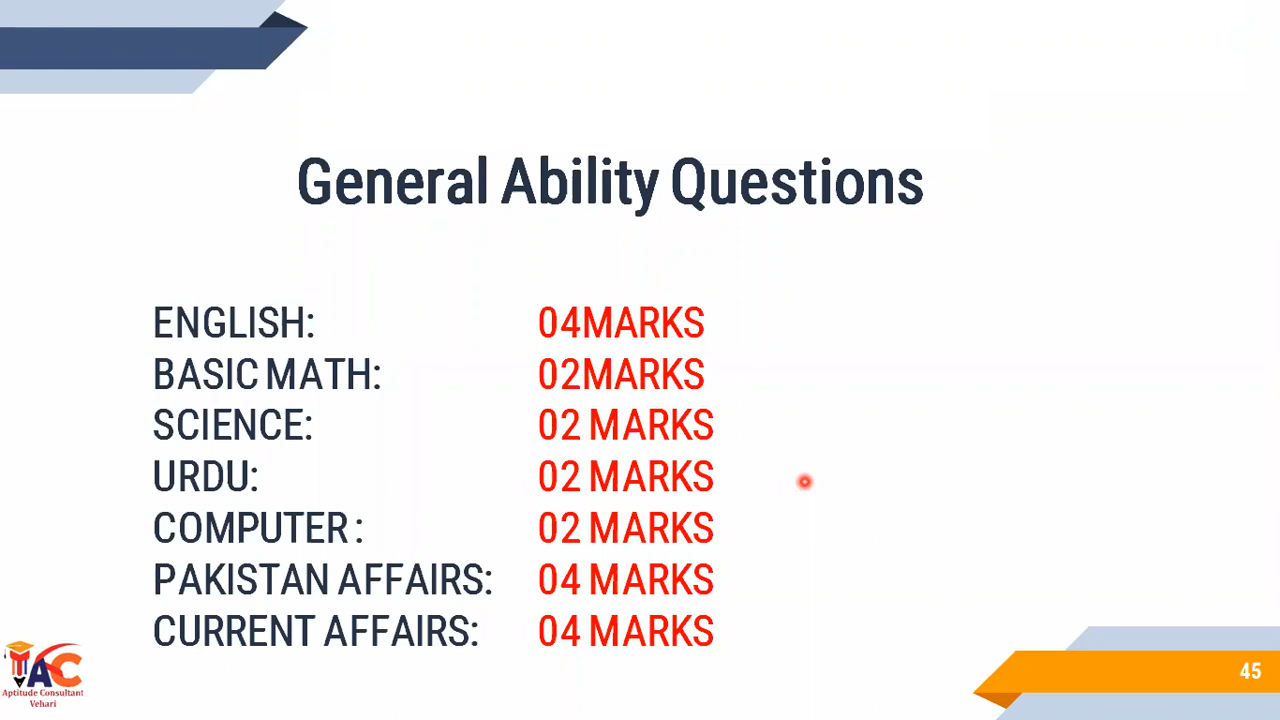 General Ability Questions
ENGLISH: 04MARKS
BASIC MATH: 02MARKS
SCIENCE: 02 MARKS
URDU: 02 MARKS
COMPUTER : 02 MARKS
PAKISTAN AFFAIRS: 04 MARKS
CURRENT AFFAIRS: 04 MARKS
AC
Aptitude Consultant
Vehari
45